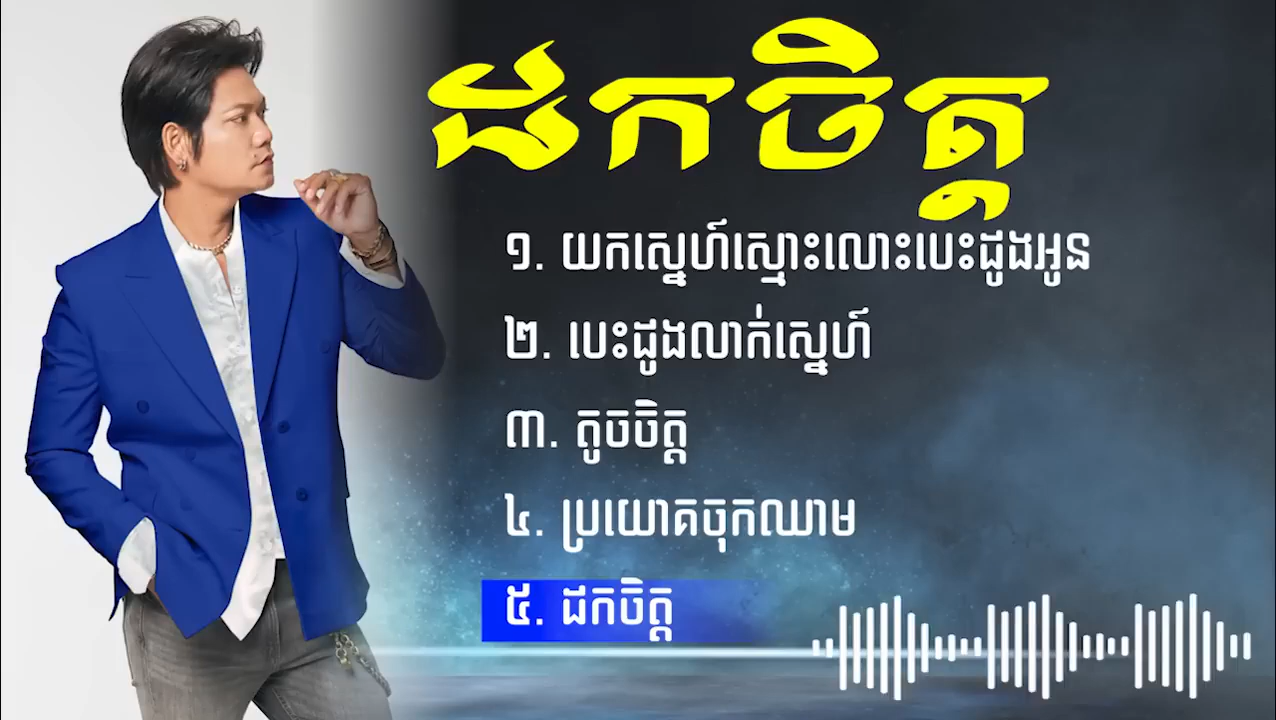 ដកចិត្ត
១. យកស្នេហ៍ស្មោះលោះបេះដូងអូន
២. បេះដូងលាក់ស្នេហ៍
៣. តូចចិត្ត
៤. ប្រយោគចុកឈាម
៥. ដកចិត្ត